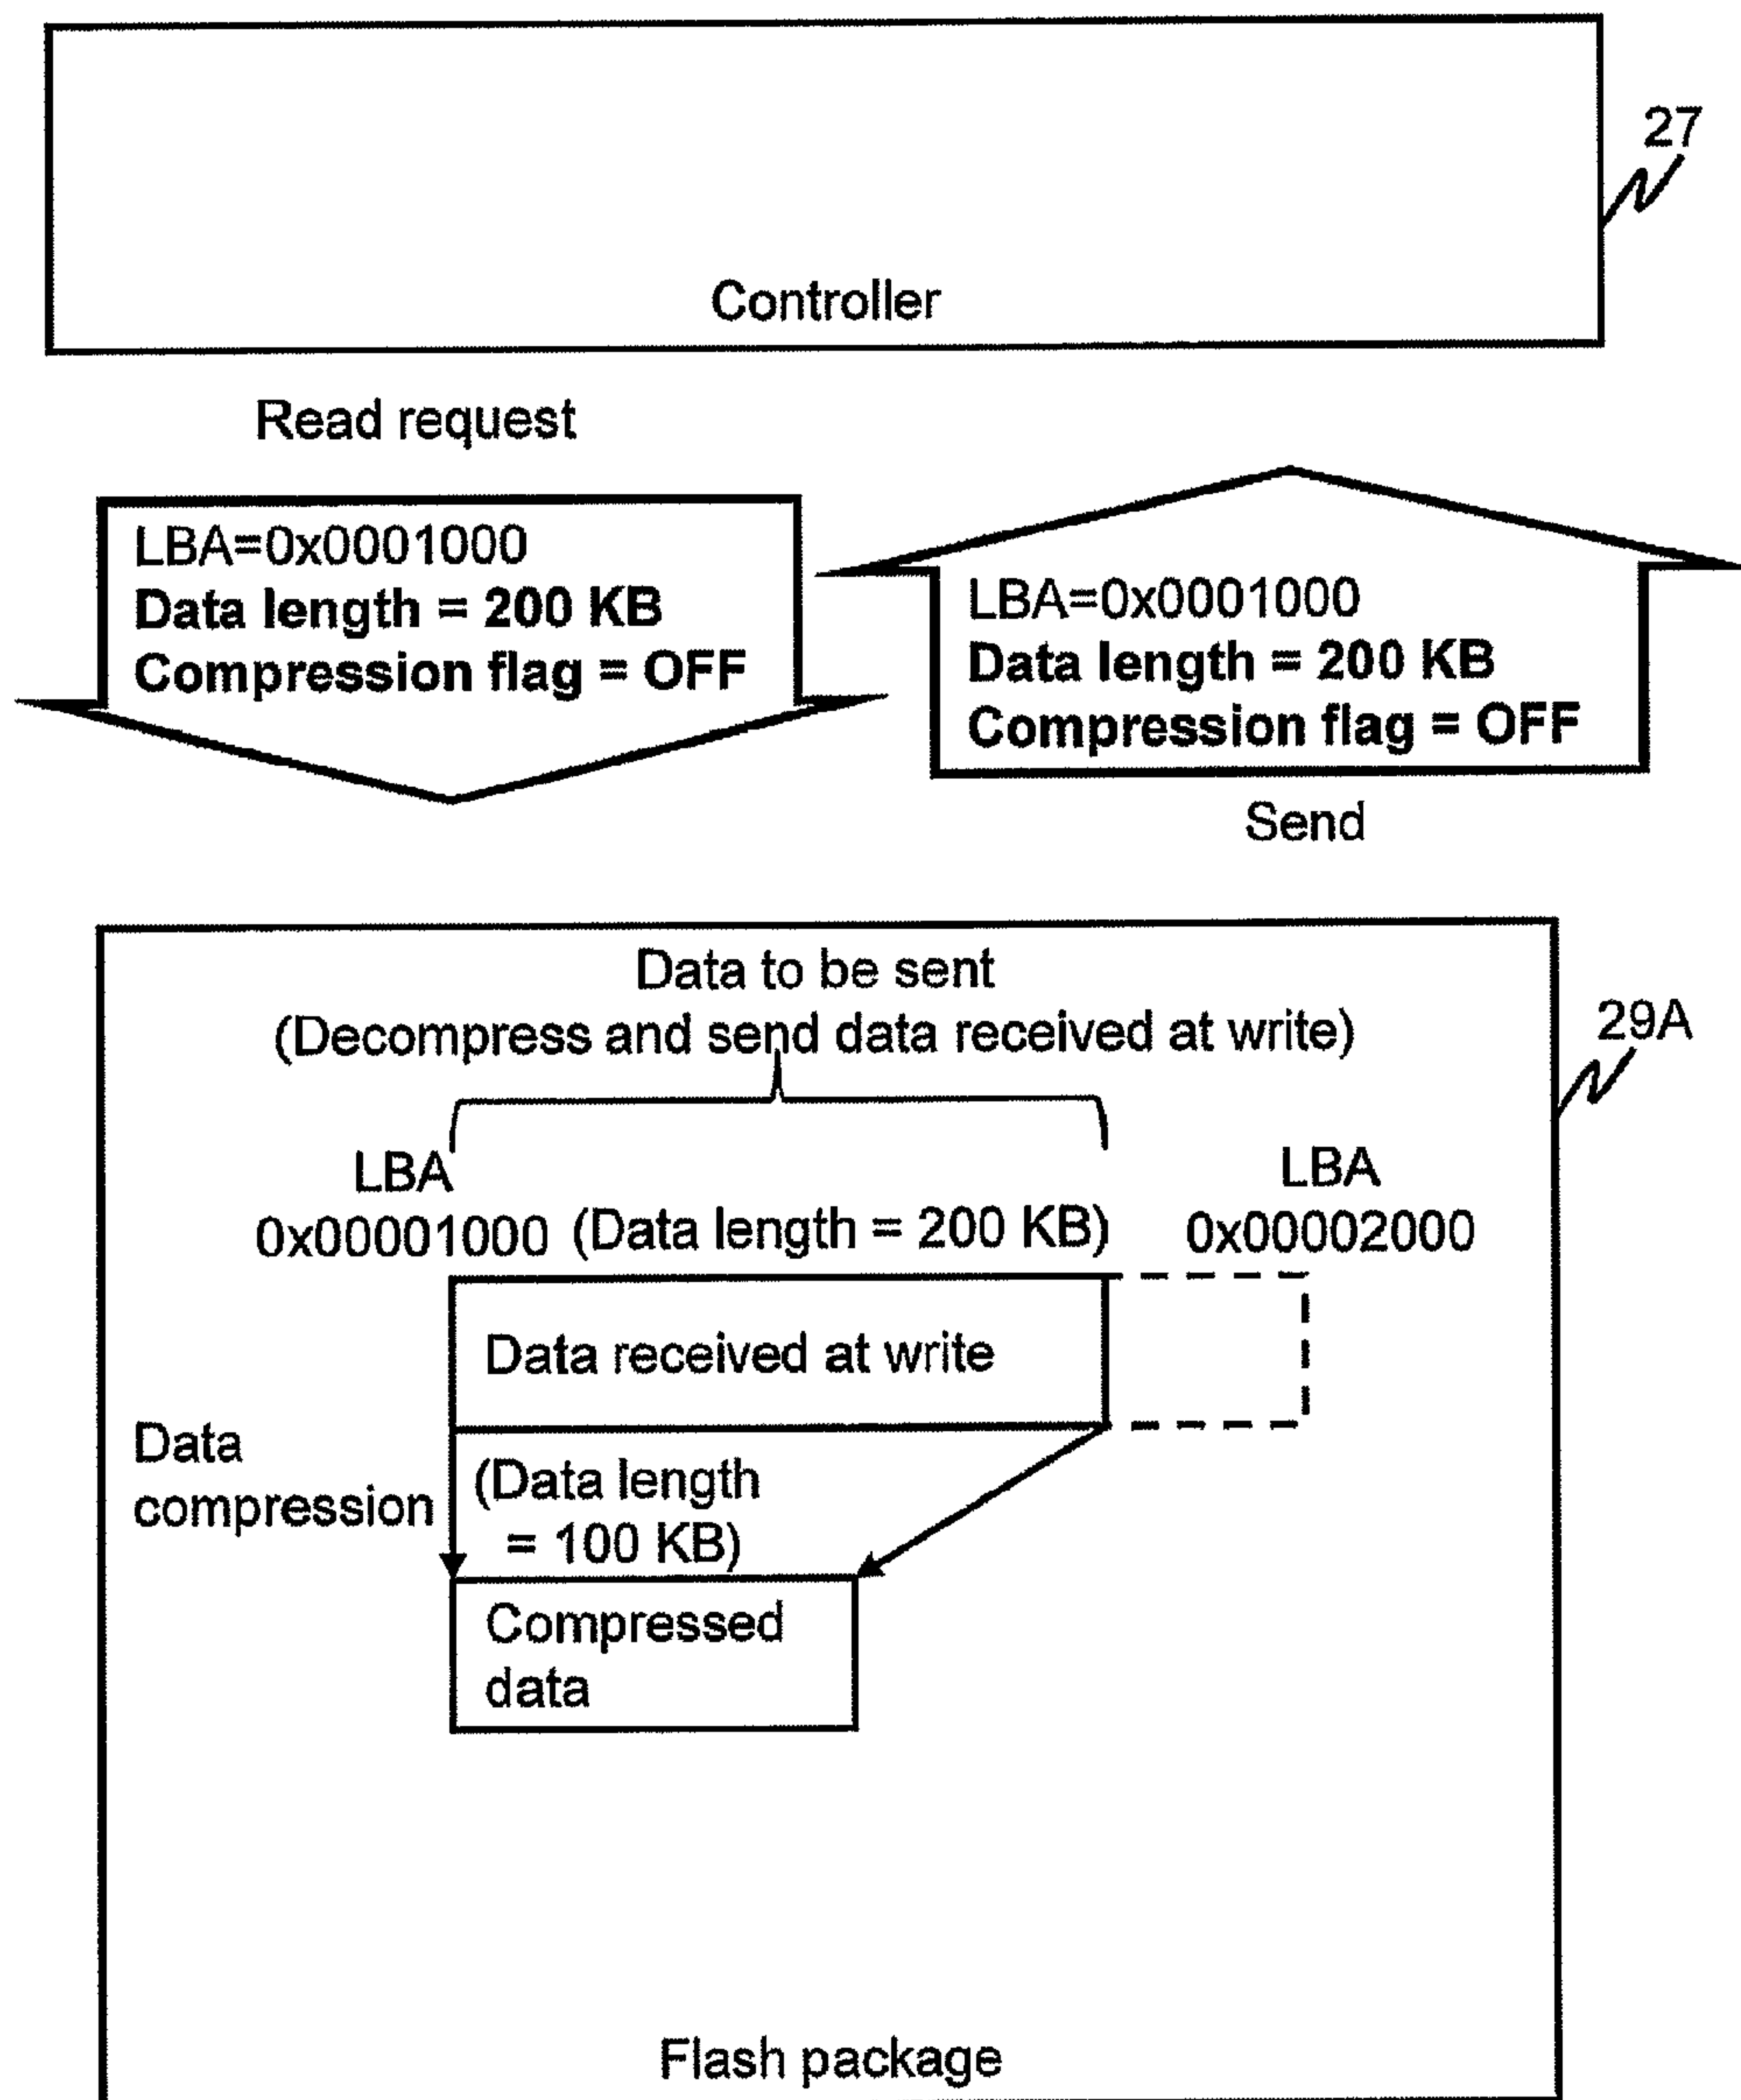 27
Controller
Read request
LBA=0x0001000
Data length = 200 KB
Compression flag = OFF
LBA=0x0001000
Data length = 200 KB
Compression flag = OFF
Send
29A
Data to be sent
(Decompress and send data received at write)
LBA
0x00001000
(Data length = 200 KB)
LBA
0x00002000
Data received at write
Data
compression
(Data length
= 100 KB)
Compressed
data
Flash package